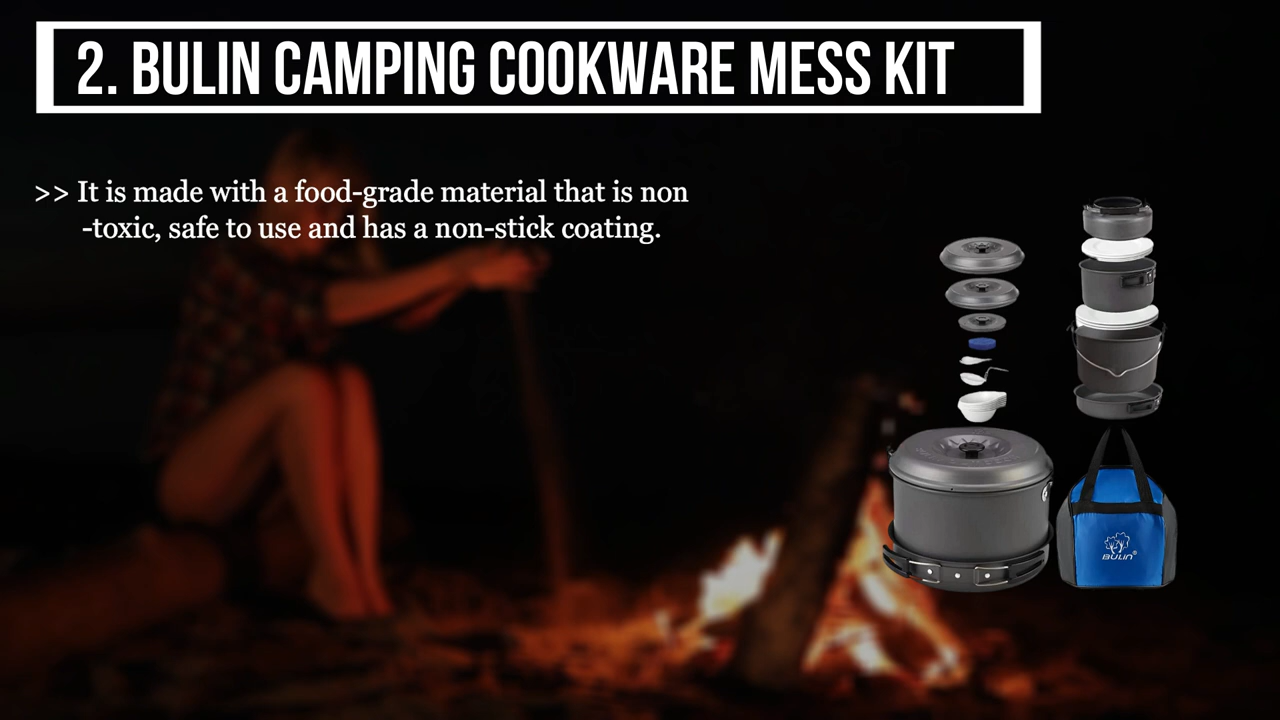 2. BULIN CAMPING COOKWARE MESS KIT
>> It is made with a food-grade material that is non
-toxic, safe to use and has a non-stick coating.
BULIN®